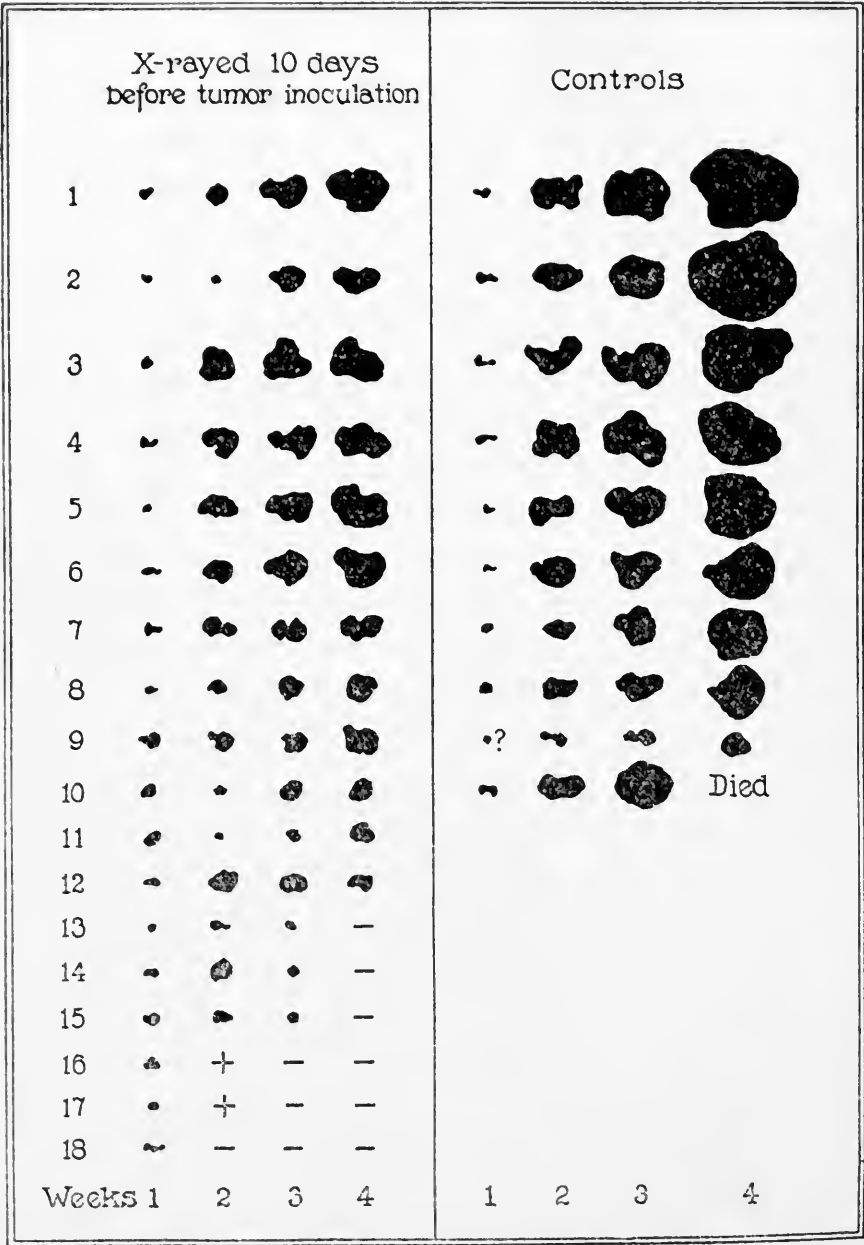 X-rayed 10 days
before tumor inoculation
Controls
1
2
3
4
5
6
7
8
9 ?
10 Died
11
12
13 —
14 —
15 —
16 + — —
17 + — —
18 — — —
Weeks 1 2 3 4 1 2 3 4